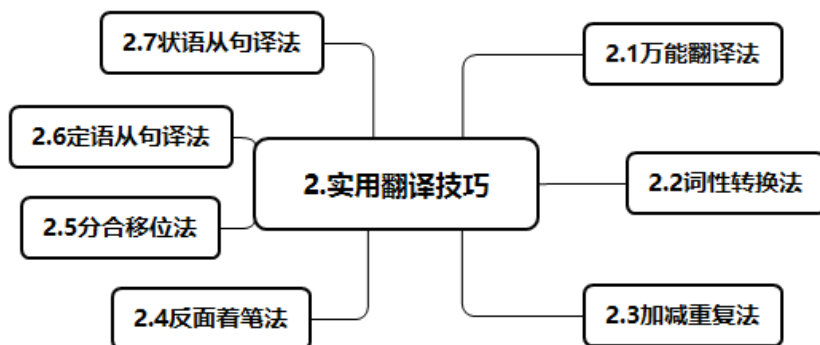 2.实用翻译技巧
2.1万能翻译法
2.2词性转换法
2.3加减重复法
2.4反面着笔法
2.5分合移位法
2.6定语从句译法
2.7状语从句译法